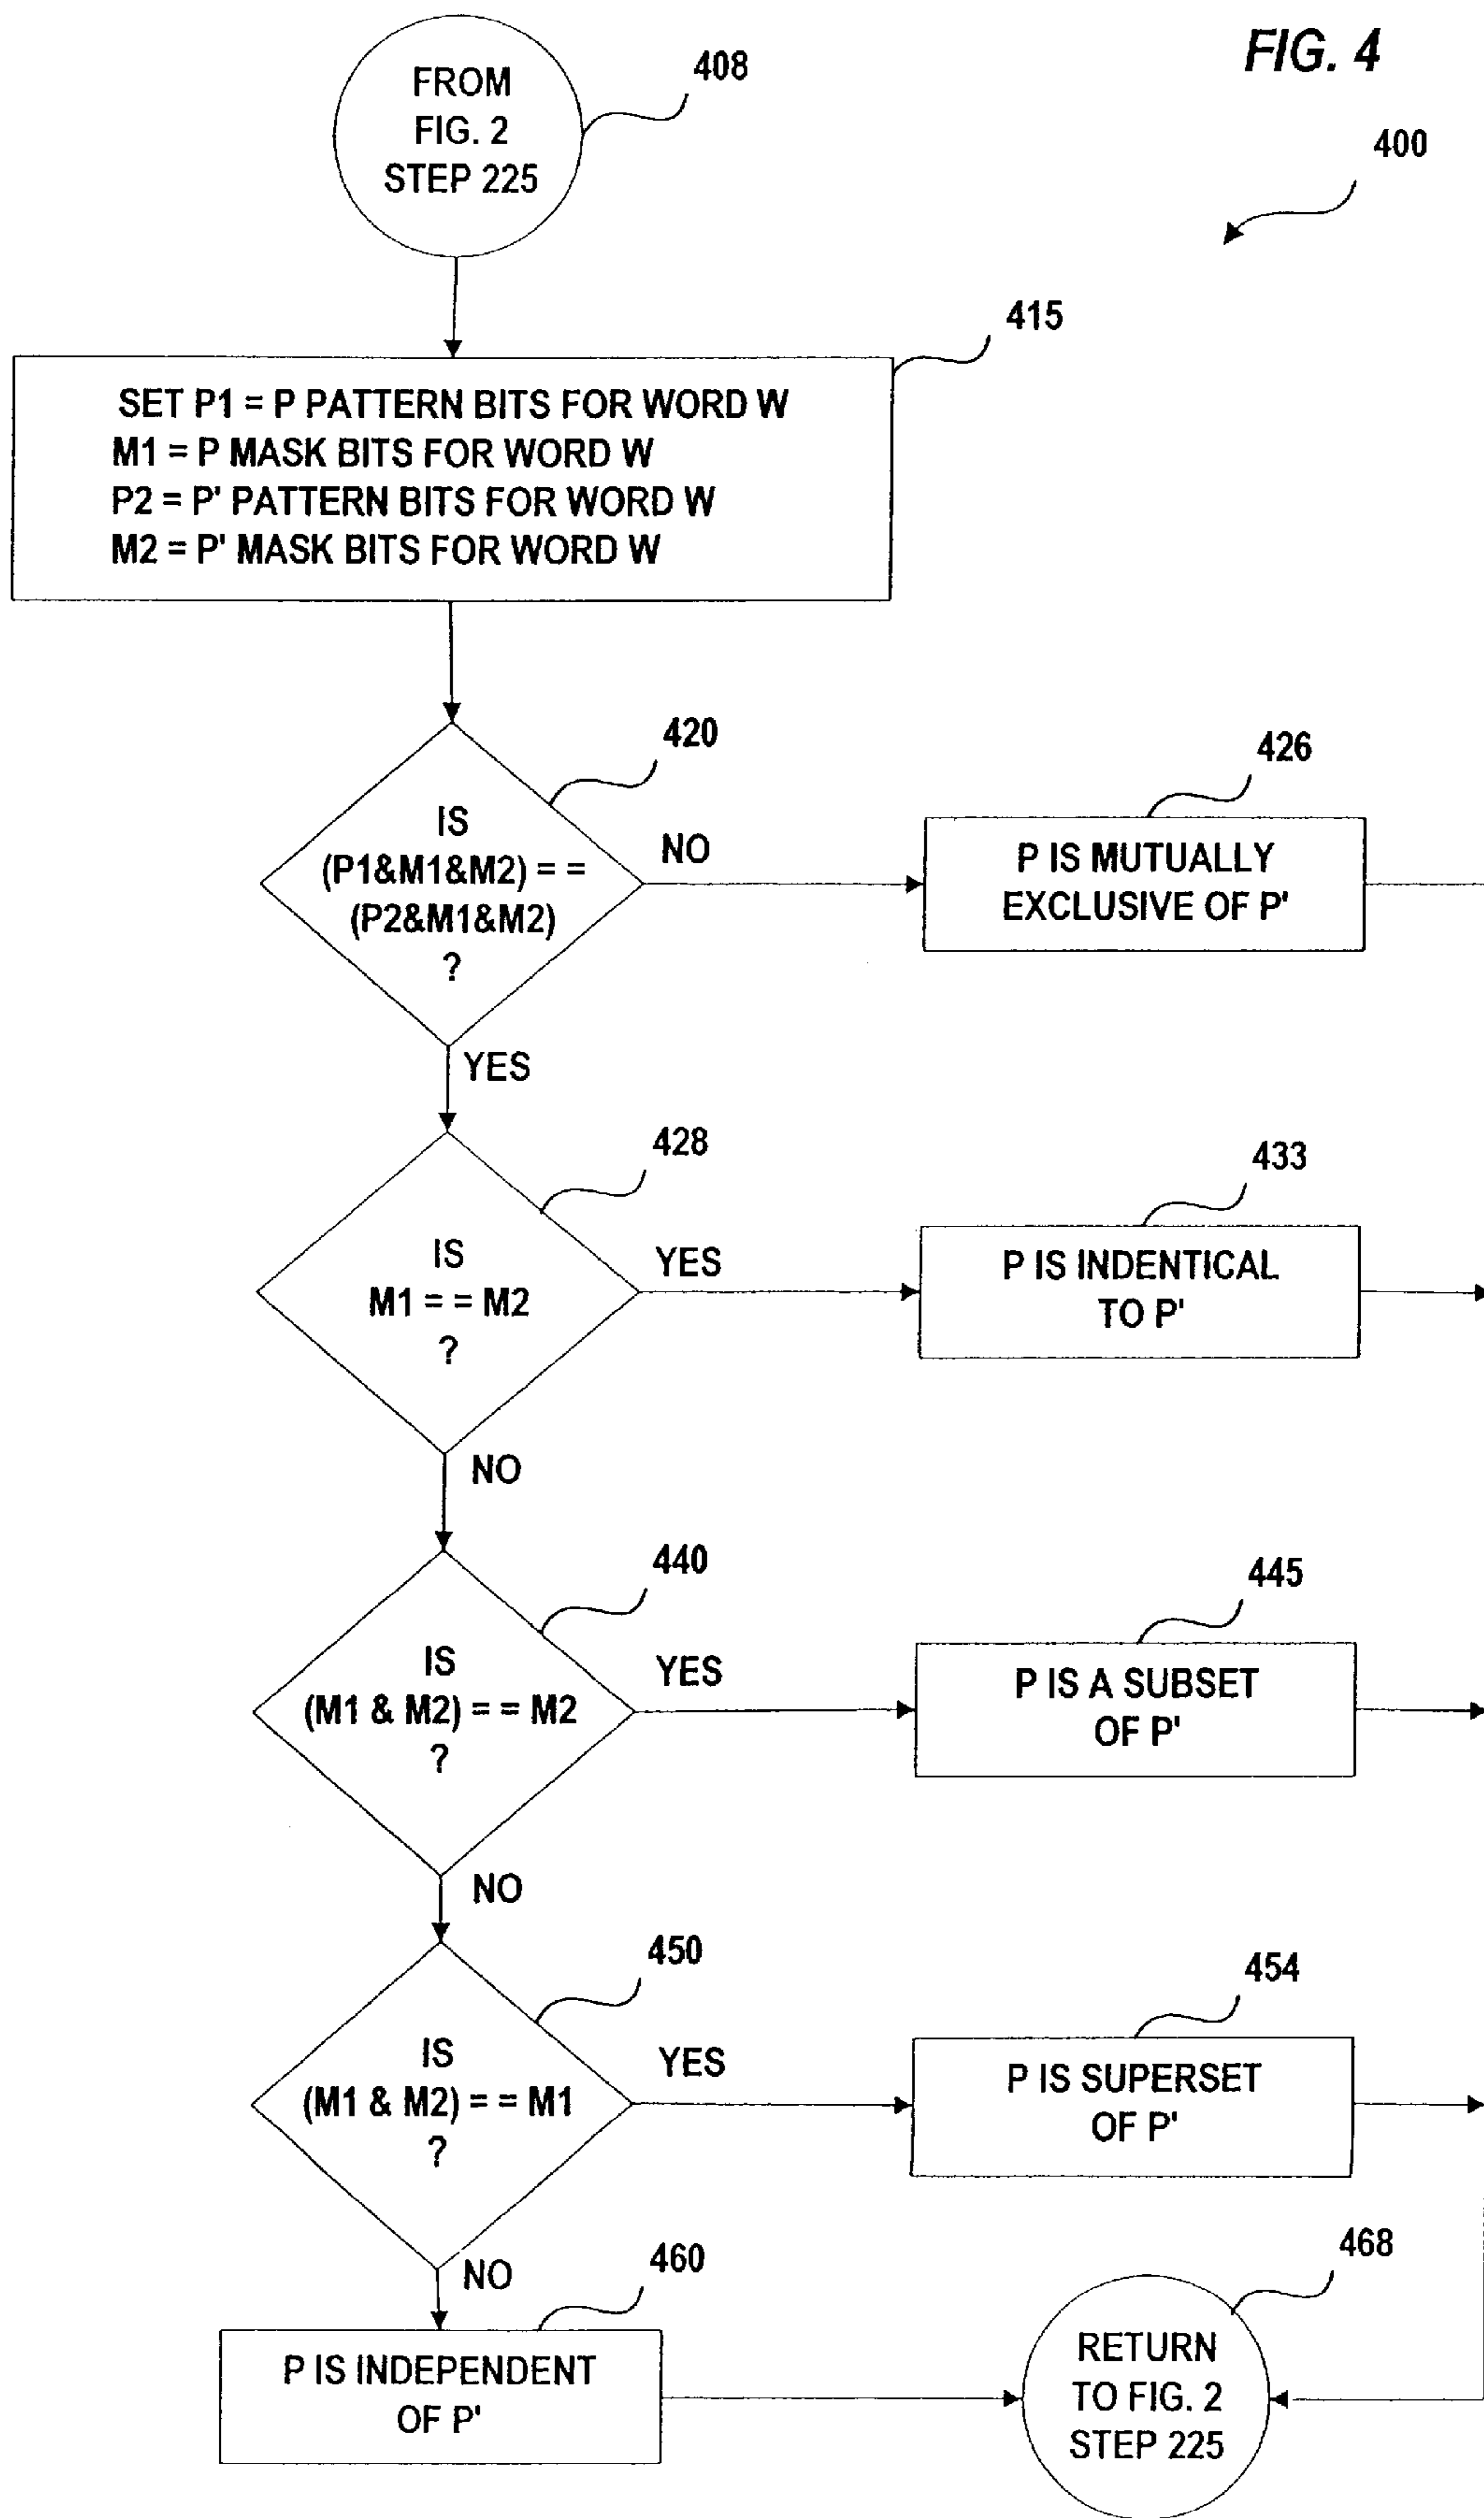 FIG. 4
408
FROM
FIG. 2
STEP 225
400
415
SET P1 = P PATTERN BITS FOR WORD W
M1 = P MASK BITS FOR WORD W
P2 = P' PATTERN BITS FOR WORD W
M2 = P' MASK BITS FOR WORD W
420
IS
(P1&M1&M2) = =
(P2&M1&M2)
?
NO
426
P IS MUTUALLY
EXCLUSIVE OF P'
YES
428
IS
M1 = = M2
?
YES
433
P IS INDENTICAL
TO P'
NO
440
IS
(M1 & M2) = = M2
?
YES
445
P IS A SUBSET
OF P'
NO
450
IS
(M1 & M2) = = M1
?
YES
454
P IS SUPERSET
OF P'
NO
460
P IS INDEPENDENT
OF P'
468
RETURN
TO FIG. 2
STEP 225